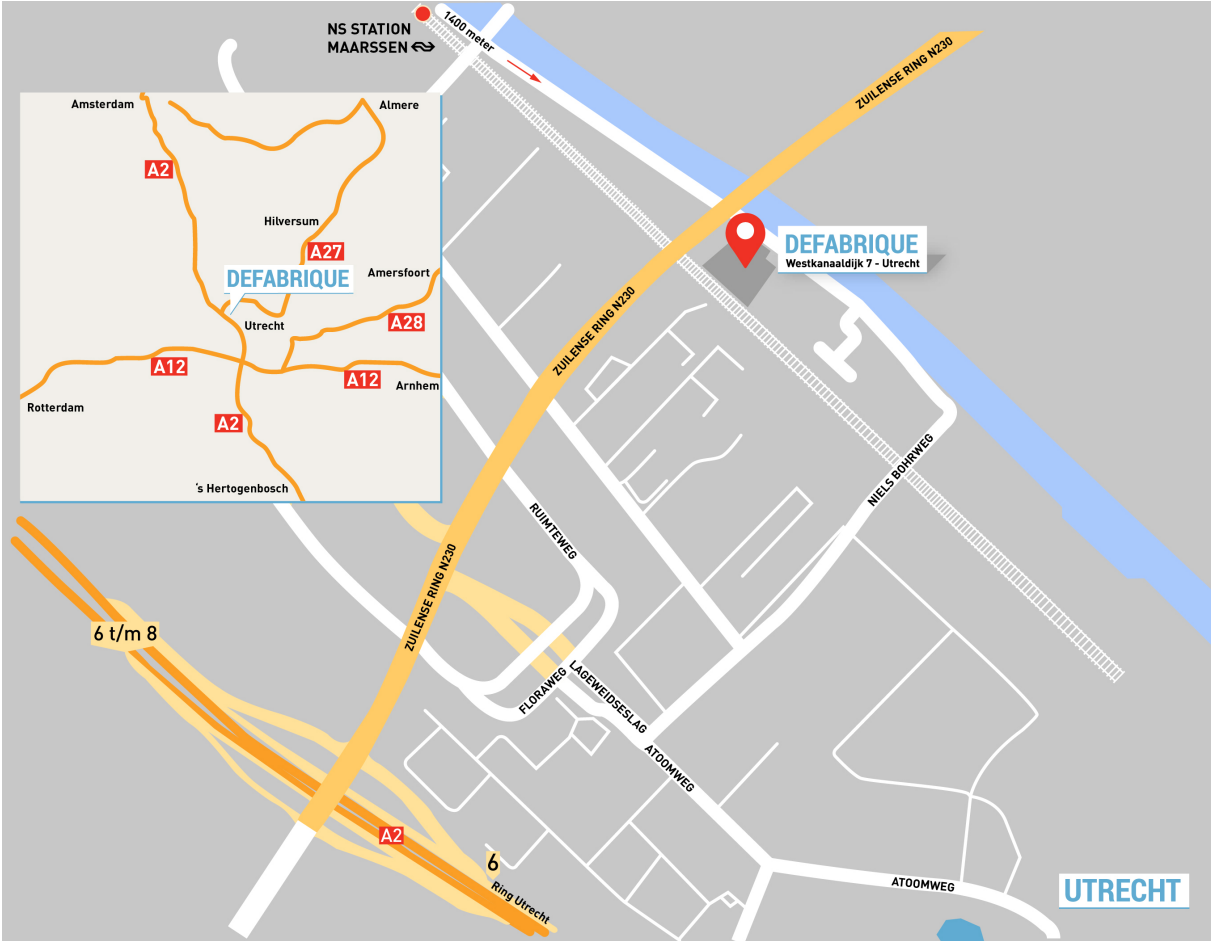 NS STATION
MAARSSEN
1400 meter
ZUILENSE RING N230
Amsterdam
Almere
A2
Hilversum
A27
DEFABRIQUE
Amersfoort
Utrecht
A28
A12
A12
Arnhem
Rotterdam
A2
's Hertogenbosch
DEFABRIQUE
Westkanaaldijk 7 - Utrecht
ZUILENSE RING N230
NIELS BOHRWEG
RUIMTEWEG
ZUILENSE RING N230
6 t/m 8
FLORAWEG
LAGEWEIDSESLAG
ATOOMWEG
A2
6
Ring Utrecht
ATOOMWEG
UTRECHT